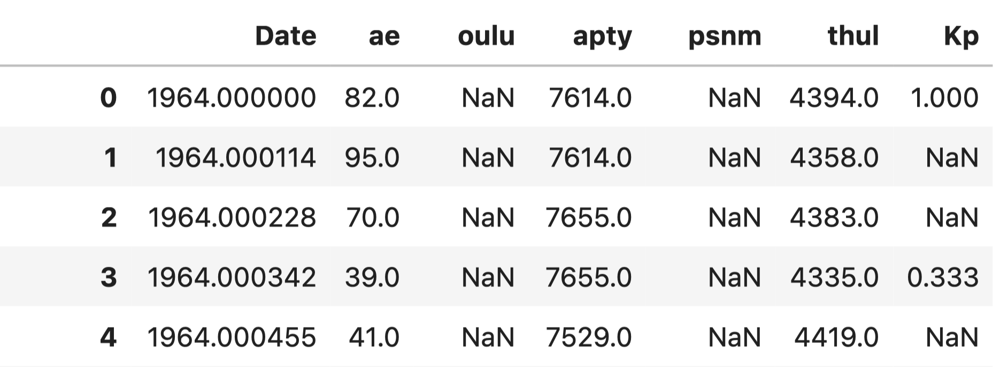 Date ae oulu apty psnm thul Kp
0 1964.000000 82.0 NaN 7614.0 NaN 4394.0 1.000
1 1964.000114 95.0 NaN 7614.0 NaN 4358.0 NaN
2 1964.000228 70.0 NaN 7655.0 NaN 4383.0 NaN
3 1964.000342 39.0 NaN 7655.0 NaN 4335.0 0.333
4 1964.000455 41.0 NaN 7529.0 NaN 4419.0 NaN